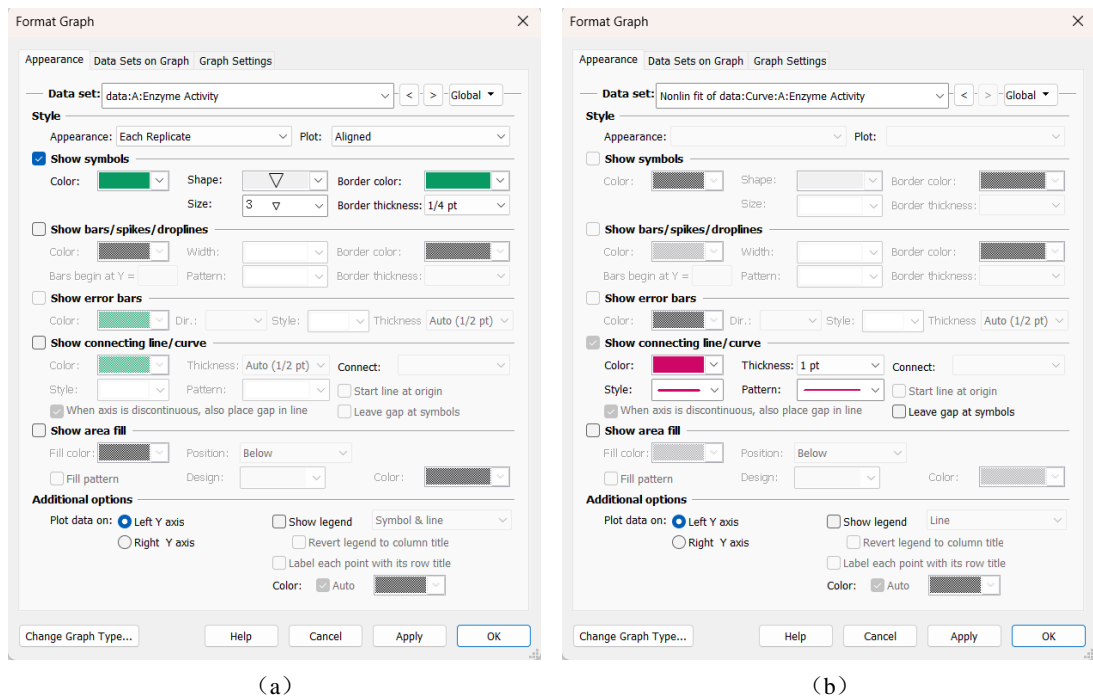 Format Graph
Appearance Data Sets on Graph Graph Settings
Data set: data:A:Enzyme Activity < > Global
Style
Appearance: Each Replicate Plot: Aligned
Show symbols
Color: Shape: Border color:
Size: 3 Border thickness: 1/4 pt
Show bars/spikes/droplines
Color: Width: Border color:
Bars begin at Y = Pattern: Border thickness:
Show error bars
Color: Dir.: Style: Thickness Auto (1/2 pt)
Show connecting line/curve
Color: Thickness: Auto (1/2 pt) Connect:
Style: Pattern: Start line at origin
When axis is discontinuous, also place gap in line Leave gap at symbols
Show area fill
Fill color: Position: Below
Fill pattern Design: Color:
Additional options
Plot data on: Left Y axis Show legend Symbol & line
Right Y axis Revert legend to column title
Label each point with its row title
Color: Auto
Change Graph Type... Help Cancel Apply OK
(a)
Format Graph
Appearance Data Sets on Graph Graph Settings
Data set: Nonlin fit of data:Curve:A:Enzyme Activity < > Global
Style
Appearance: Plot:
Show symbols
Color: Shape: Border color:
Size: Border thickness:
Show bars/spikes/droplines
Color: Width: Border color:
Bars begin at Y = Pattern: Border thickness:
Show error bars
Color: Dir.: Style: Thickness Auto (1/2 pt)
Show connecting line/curve
Color: Thickness: 1 pt Connect:
Style: Pattern: Start line at origin
When axis is discontinuous, also place gap in line Leave gap at symbols
Show area fill
Fill color: Position: Below
Fill pattern Design: Color:
Additional options
Plot data on: Left Y axis Show legend Line
Right Y axis Revert legend to column title
Label each point with its row title
Color: Auto
Change Graph Type... Help Cancel Apply OK
(b)